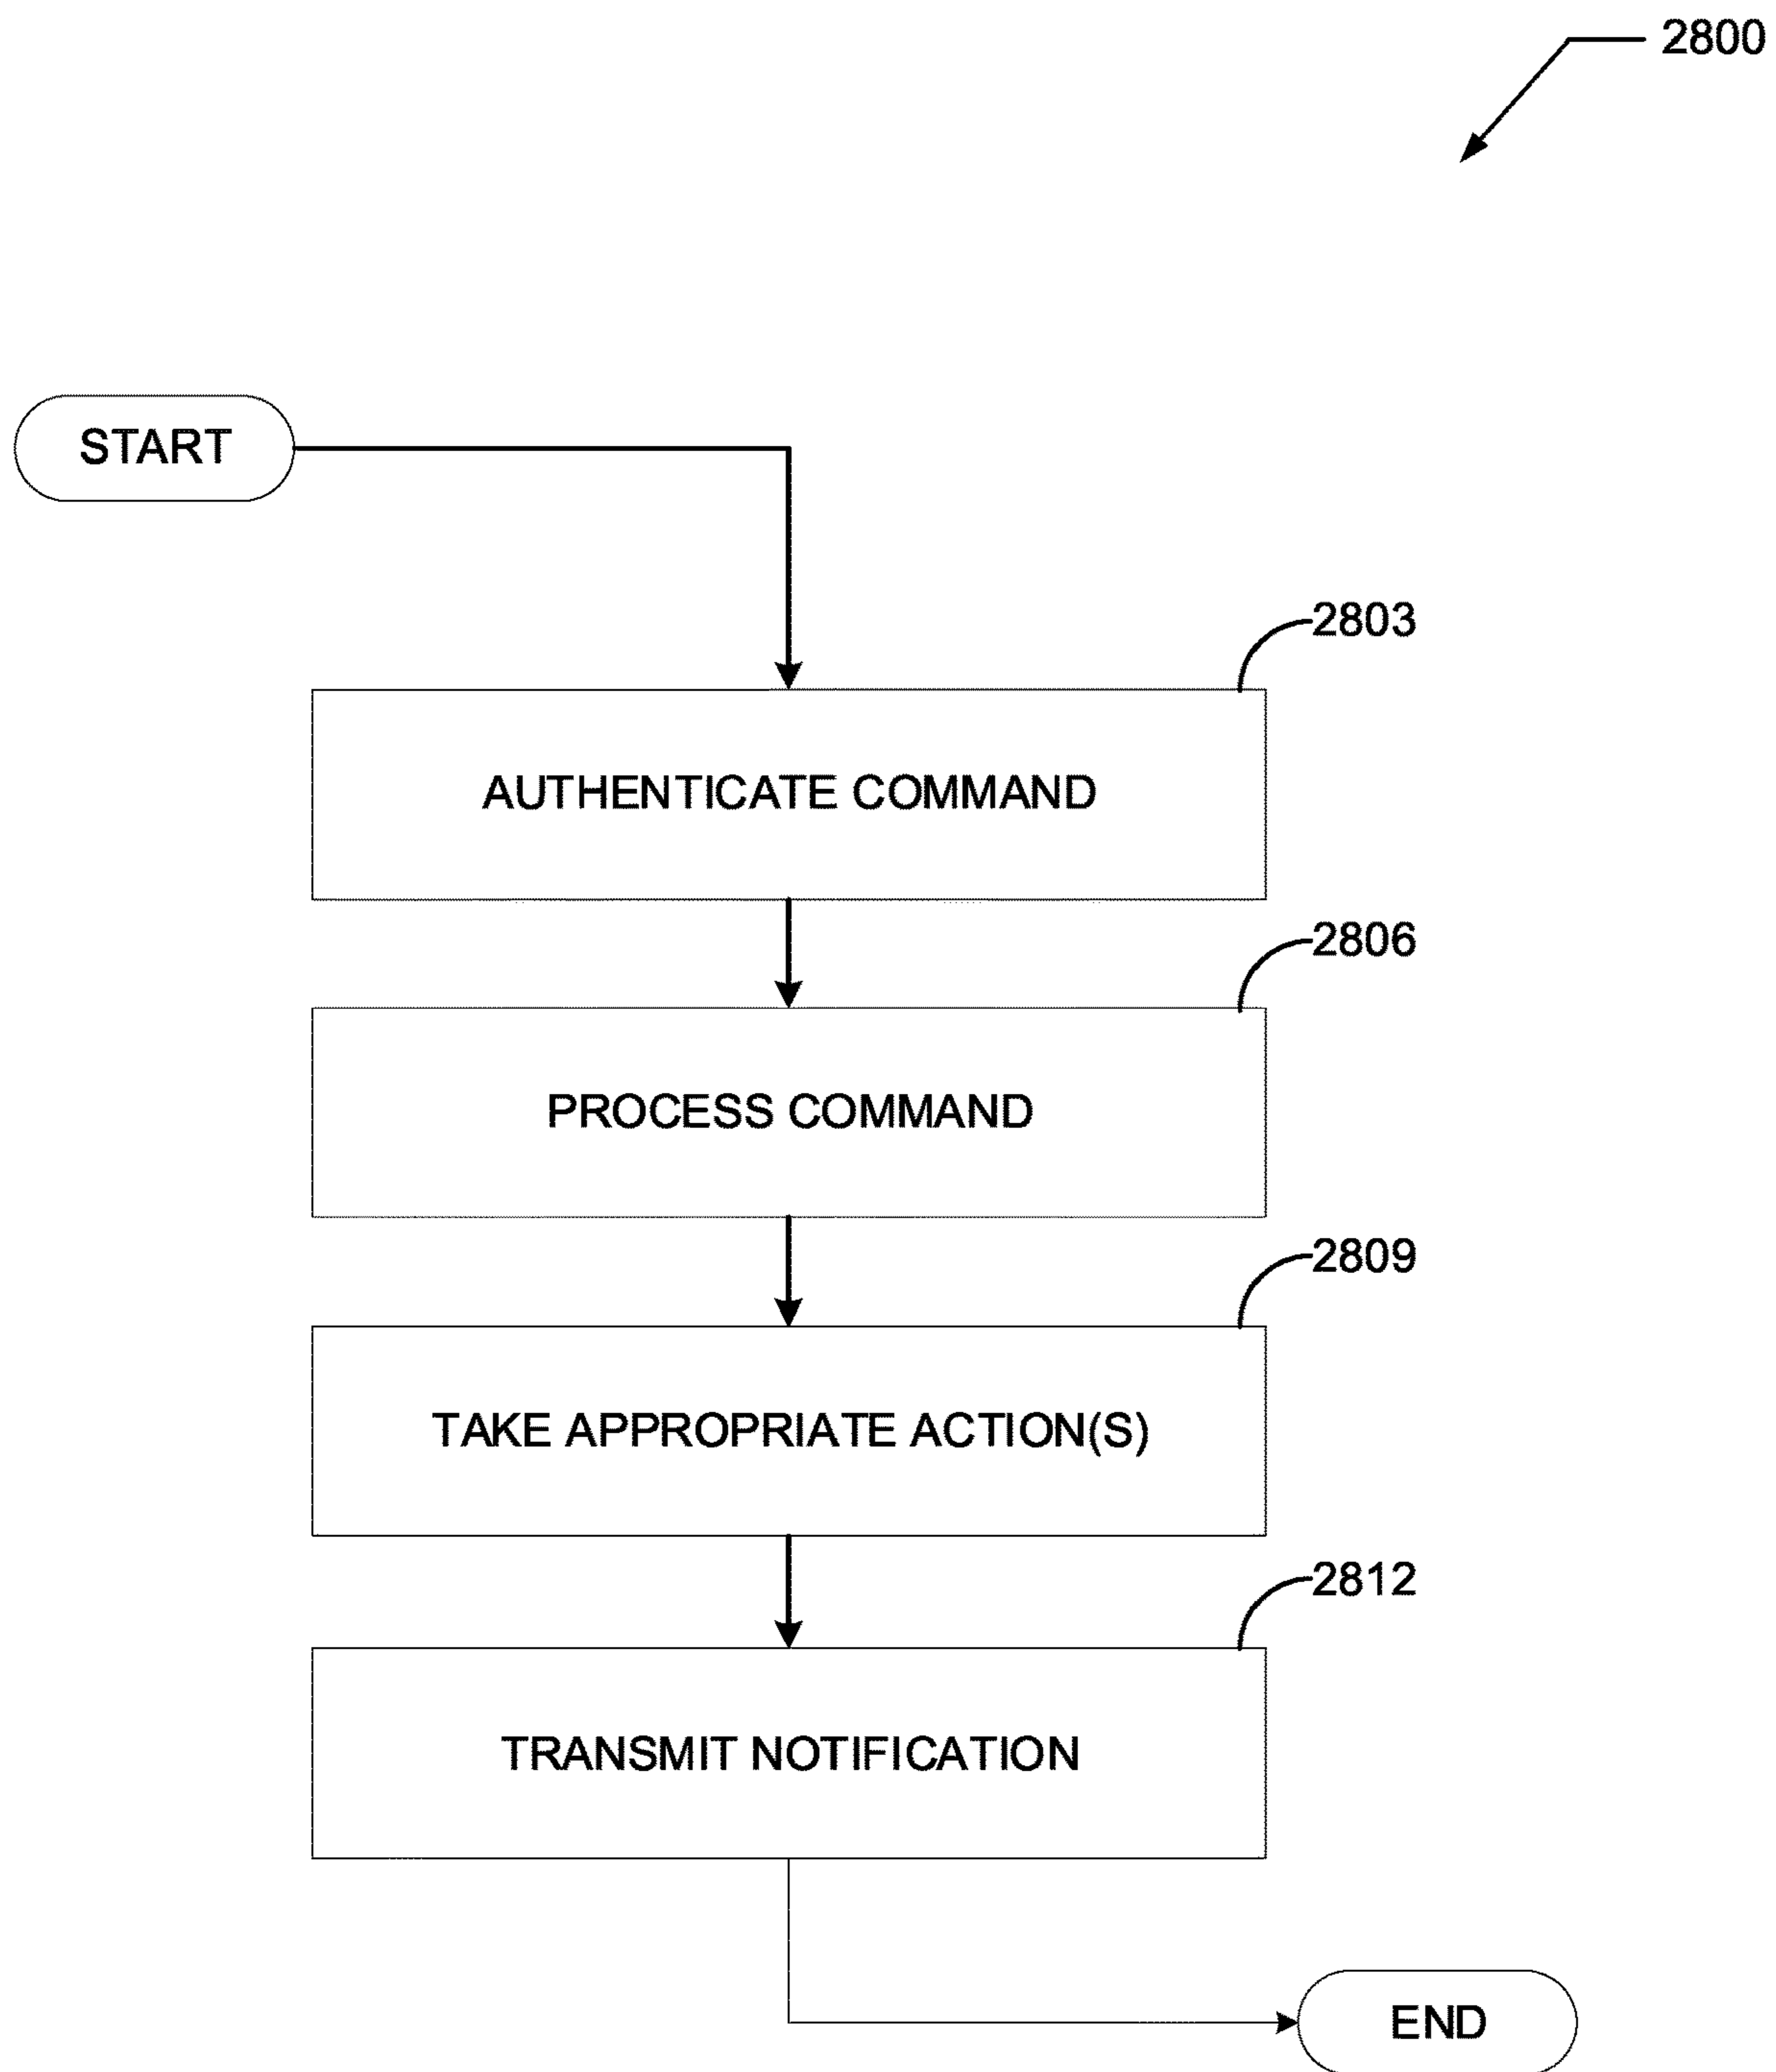 2800
START
2803
AUTHENTICATE COMMAND
2806
PROCESS COMMAND
2809
TAKE APPROPRIATE ACTION(S)
2812
TRANSMIT NOTIFICATION
END